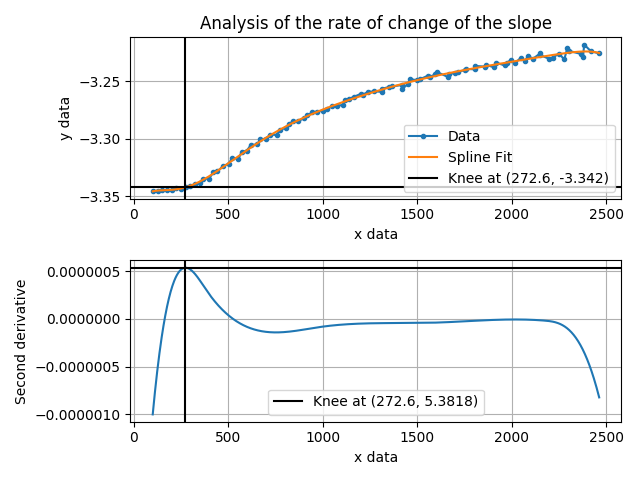 Analysis of the rate of change of the slope
y data
−3.25
−3.30
−3.35
Data
Spline Fit
Knee at (272.6, -3.342)
0 500 1000 1500 2000 2500
x data
Second derivative
0.0000005
0.0000000
−0.0000005
−0.0000010
Knee at (272.6, 5.3818)
0 500 1000 1500 2000 2500
x data